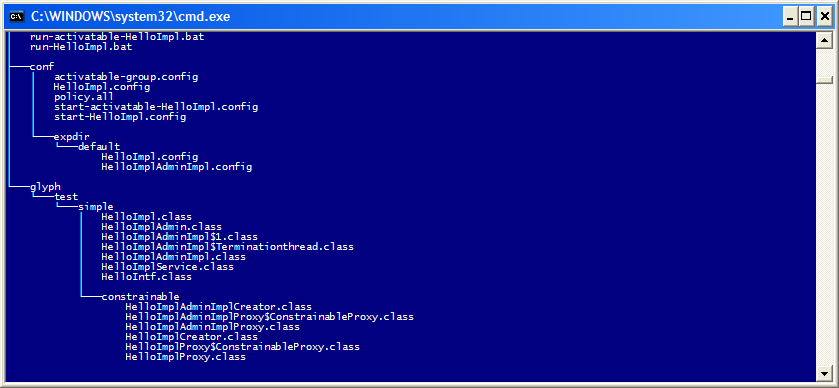 C:\WINDOWS\system32\cmd.exe
run-activatable-HelloImpl.bat
run-HelloImpl.bat
conf
activatable-group.config
HelloImpl.config
policy.all
start-activatable-HelloImpl.config
start-HelloImpl.config
expdir
default
HelloImpl.config
HelloImplAdminImpl.config
glyph
test
simple
HelloImpl.class
HelloImplAdmin.class
HelloImplAdminImpl$1.class
HelloImplAdminImpl$Terminationthread.class
HelloImplAdminImpl.class
HelloImplService.class
HelloIntf.class
constrainable
HelloImplAdminImplCreator.class
HelloImplAdminImplProxy$ConstrainableProxy.class
HelloImplAdminImplProxy.class
HelloImplCreator.class
HelloImplProxy$ConstrainableProxy.class
HelloImplProxy.class